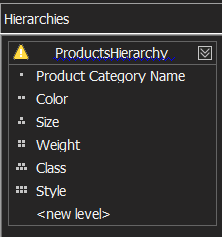 Hierarchies
ProductsHierarchy
Product Category Name
Color
Size
Weight
Class
Style
<new level>